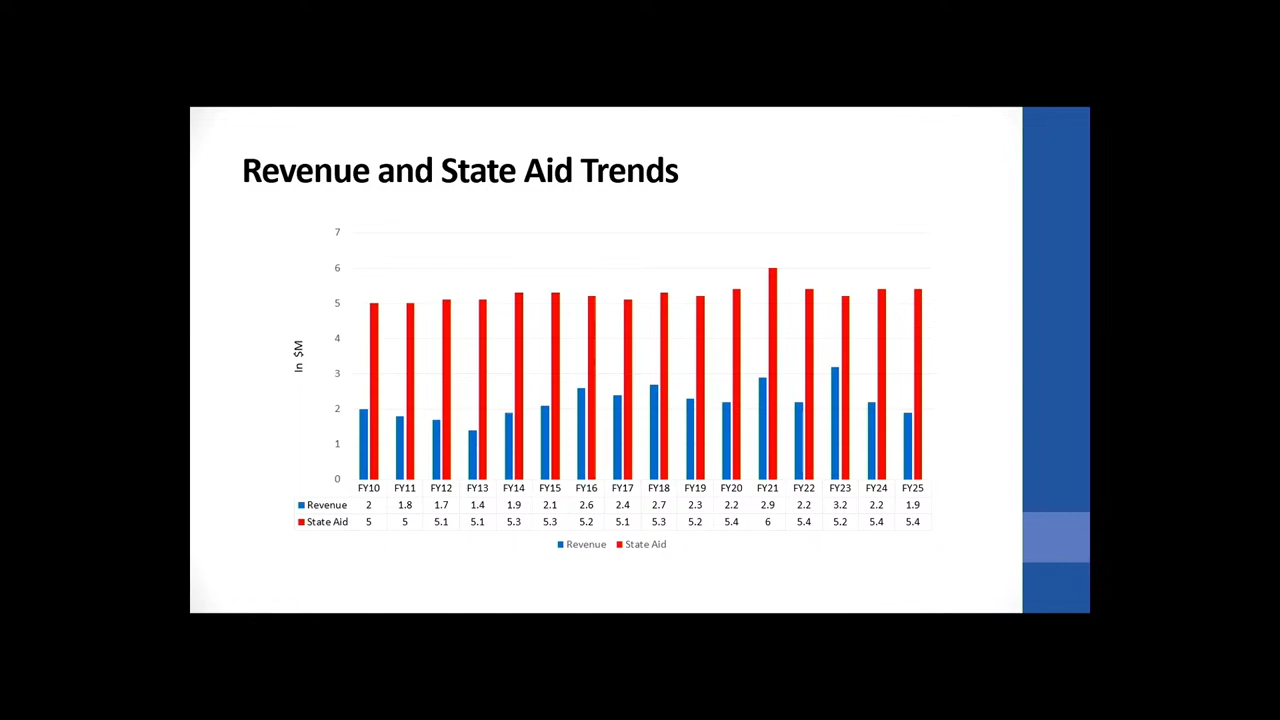 Revenue and State Aid Trends
7
6
5
4
3
2
1
0
In $M
FY10 FY11 FY12 FY13 FY14 FY15 FY16 FY17 FY18 FY19 FY20 FY21 FY22 FY23 FY24 FY25
Revenue 2 1.8 1.7 1.4 1.9 2.1 2.6 2.4 2.7 2.3 2.2 2.9 2.2 3.2 2.2 1.9
State Aid 5 5 5.1 5.1 5.3 5.3 5.2 5.1 5.3 5.2 5.4 6 5.4 5.2 5.4 5.4
Revenue State Aid